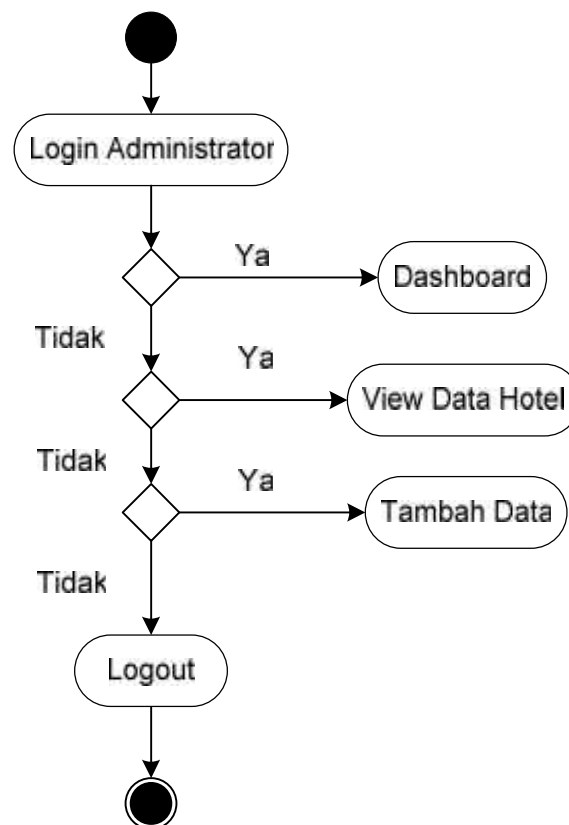 Login Administrator
Ya
Dashboard
Tidak
Ya
View Data Hotel
Tidak
Ya
Tambah Data
Tidak
Logout